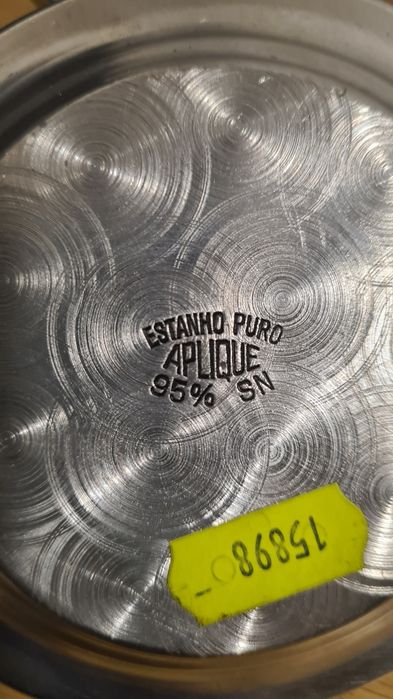 ESTANHO PURO
APLIQUE
95% SN
15898 -